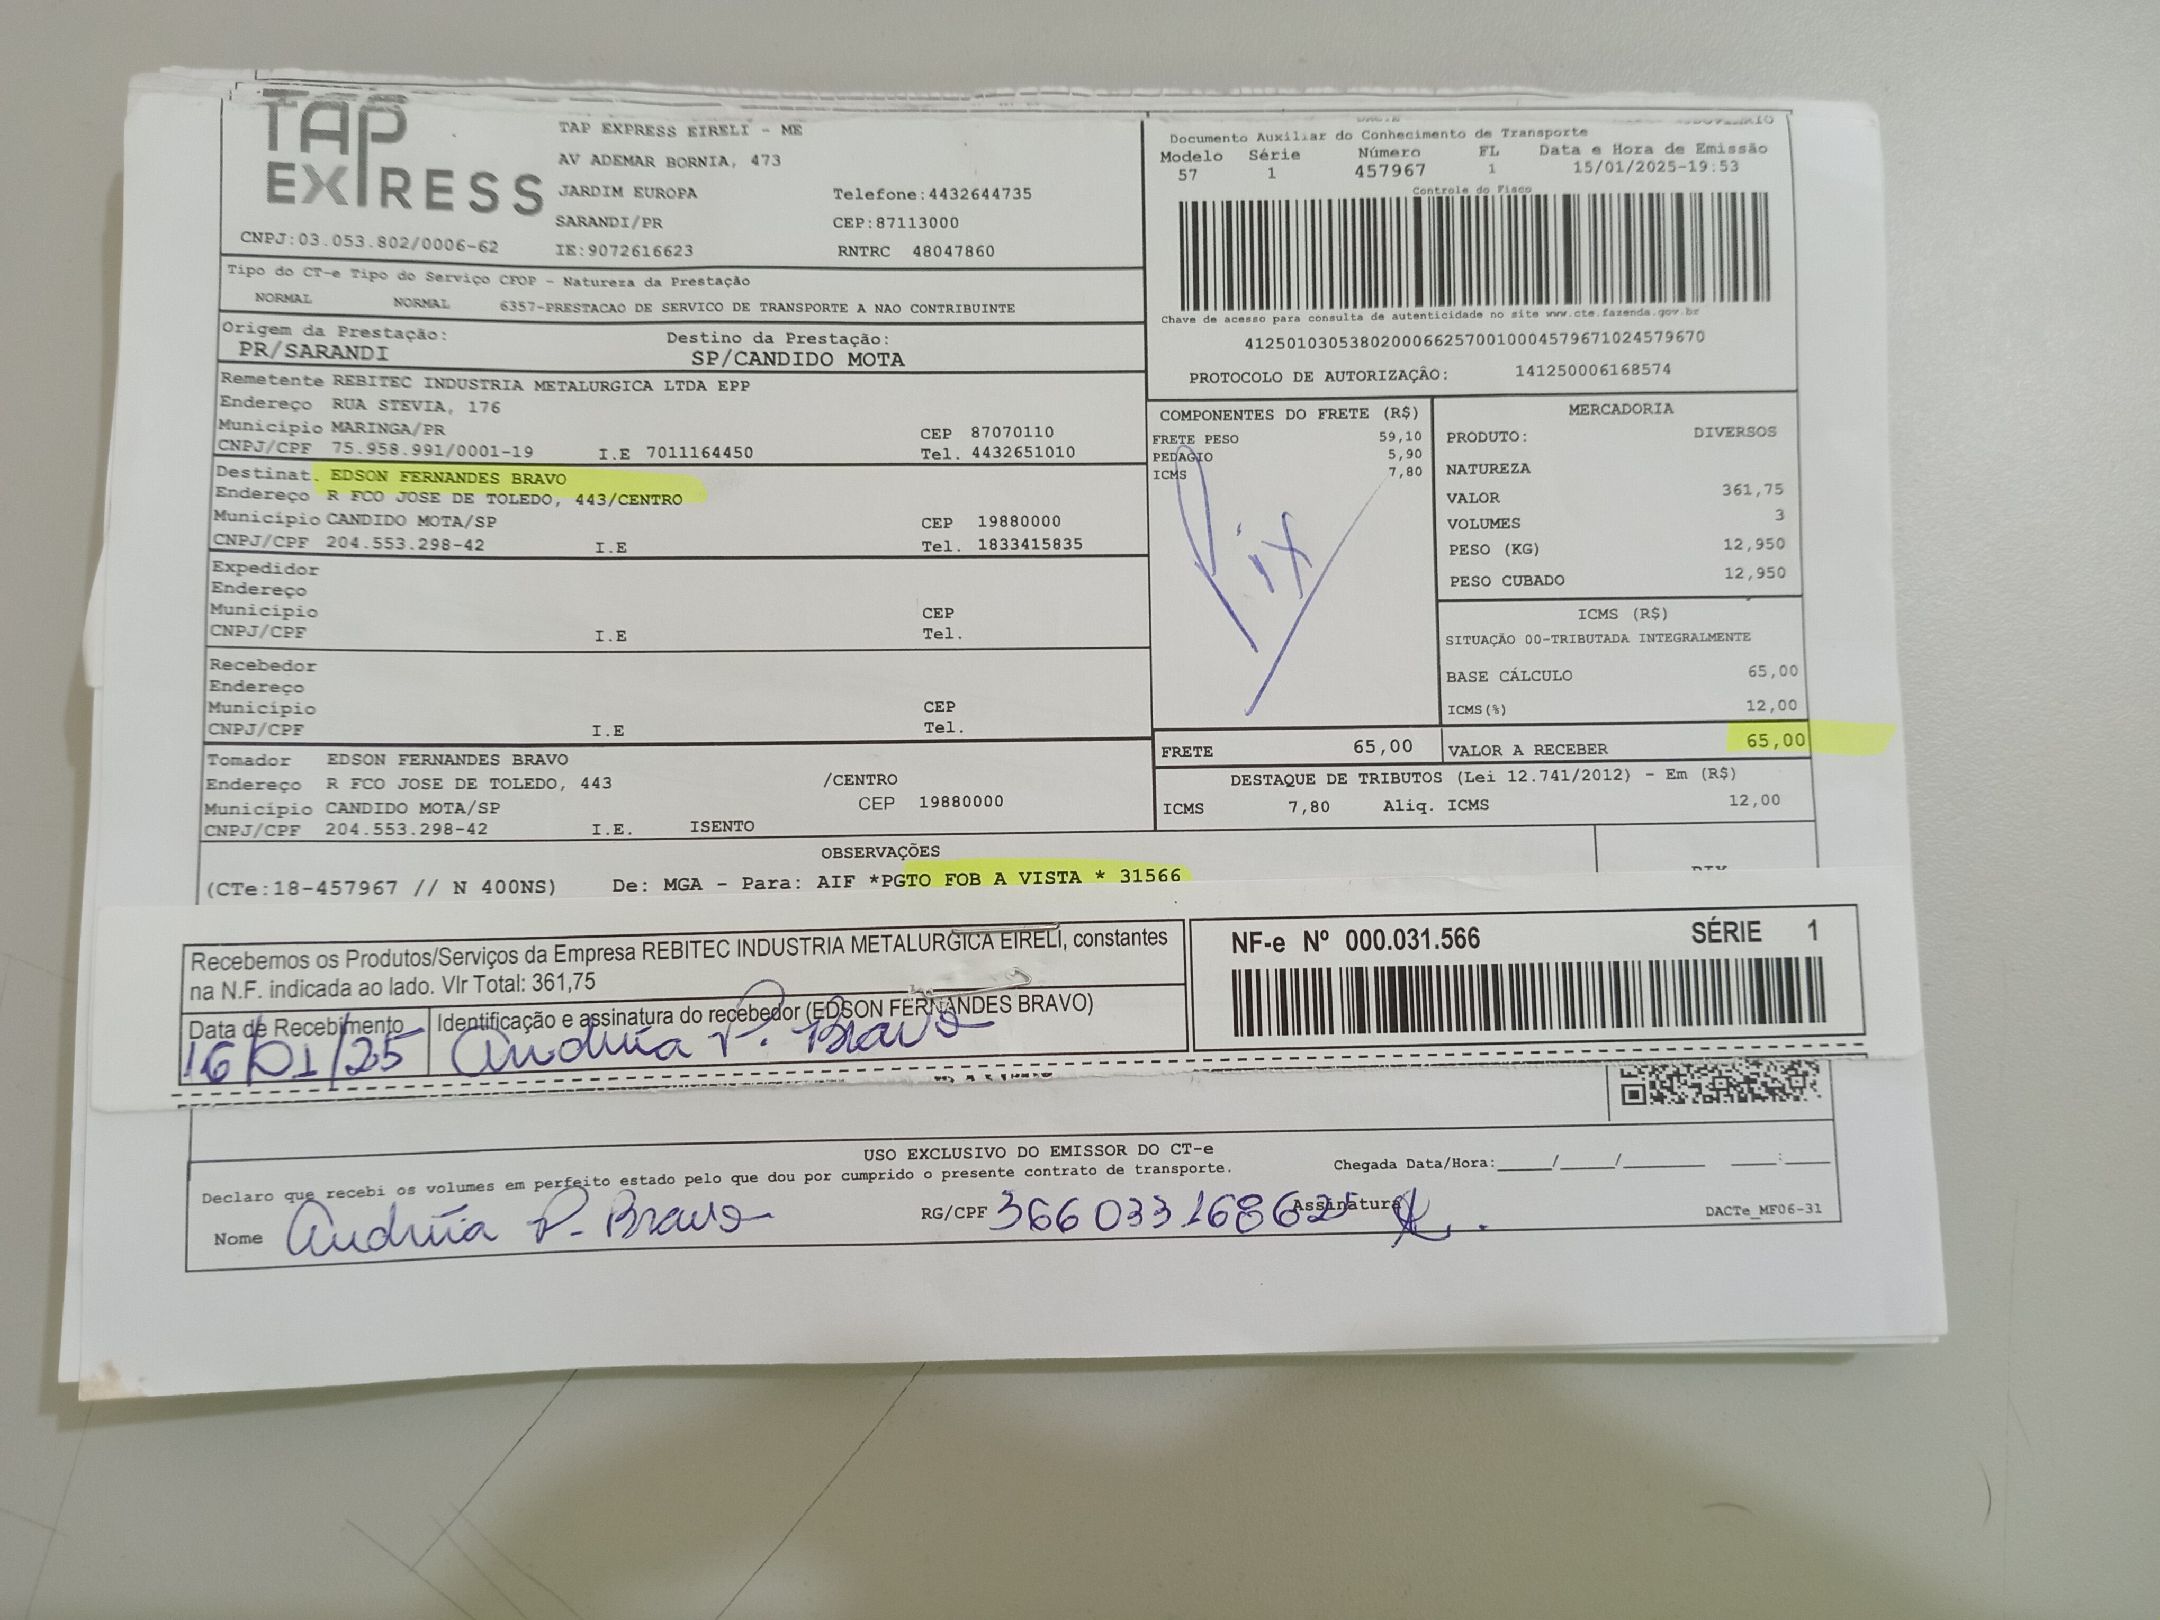 TAP
EXPRESS
CNPJ:03.053.802/0006-62
TAP EXPRESS EIRELI - ME
AV ADEMAR BORNIA, 473
JARDIM EUROPA
Telefone:4432644735
SARANDI/PR
CEP:87113000
IE:9072616623
RNTRC 48047860
Documento Auxiliar do Conhecimento de Transporte
Modelo Série Número FL Data e Hora de Emissão
57 1 457967 1 15/01/2025-19:53
Controle do Fisco
Chave de acesso para consulta de autenticidade no site www.cte.fazenda.gov.br
41250103053802000662570010004579671024579670
PROTOCOLO DE AUTORIZAÇÃO: 141250006168574
Tipo do CT-e Tipo do Serviço CFOP - Natureza da Prestação
NORMAL NORMAL 6357-PRESTACAO DE SERVICO DE TRANSPORTE A NAO CONTRIBUINTE
Origem da Prestação: Destino da Prestação:
PR/SARANDI SP/CANDIDO MOTA
Remetente REBITEC INDUSTRIA METALURGICA LTDA EPP
Endereço RUA STEVIA, 176
Município MARINGA/PR CEP 87070110
CNPJ/CPF 75.958.991/0001-19 I.E 7011164450 Tel. 4432651010
Destinat. EDSON FERNANDES BRAVO
Endereço R FCO JOSE DE TOLEDO, 443/CENTRO
Município CANDIDO MOTA/SP CEP 19880000
CNPJ/CPF 204.553.298-42 I.E Tel. 1833415835
Expedidor
Endereço
Município CEP
CNPJ/CPF I.E Tel.
Recebedor
Endereço
Município CEP
CNPJ/CPF I.E Tel.
Tomador EDSON FERNANDES BRAVO
Endereço R FCO JOSE DE TOLEDO, 443 /CENTRO
Município CANDIDO MOTA/SP CEP 19880000
CNPJ/CPF 204.553.298-42 I.E. ISENTO
COMPONENTES DO FRETE (R$)
FRETE PESO 59,10
PEDAGIO 5,90
ICMS 7,80
Pix
FRETE 65,00
MERCADORIA
PRODUTO: DIVERSOS
NATUREZA
VALOR 361,75
VOLUMES 3
PESO (KG) 12,950
PESO CUBADO 12,950
ICMS (R$)
SITUAÇÃO 00-TRIBUTADA INTEGRALMENTE
BASE CÁLCULO 65,00
ICMS(%) 12,00
VALOR A RECEBER 65,00
DESTAQUE DE TRIBUTOS (Lei 12.741/2012) - Em (R$)
ICMS 7,80 Aliq. ICMS 12,00
OBSERVAÇÕES
(CTe:18-457967 // N 400NS) De: MGA - Para: AIF *PGTO FOB A VISTA * 31566
Recebemos os Produtos/Serviços da Empresa REBITEC INDUSTRIA METALURGICA EIRELI, constantes
na N.F. indicada ao lado. Vlr Total: 361,75
Data de Recebimento
16/01/25
Identificação e assinatura do recebedor (EDSON FERNANDES BRAVO)
Andréia P. Bravo
NF-e Nº 000.031.566 SÉRIE 1
USO EXCLUSIVO DO EMISSOR DO CT-e
Declaro que recebi os volumes em perfeito estado pelo que dou por cumprido o presente contrato de transporte.
Chegada Data/Hora:____/____/______ ____:____
Nome Andréia P. Bravo RG/CPF 366033168625 Assinatura
DACTe_MF06-31